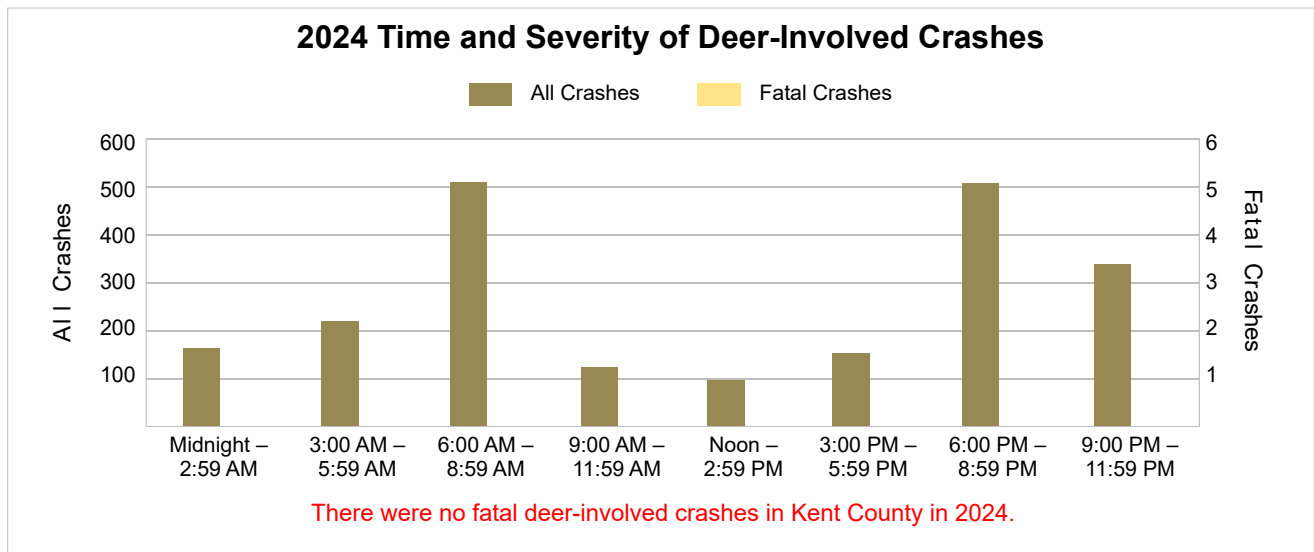 2024 Time and Severity of Deer-Involved Crashes
All Crashes
Fatal Crashes
600
500
400
300
200
100
All Crashes
6
5
4
3
2
1
Fatal Crashes
Midnight –
2:59 AM
3:00 AM –
5:59 AM
6:00 AM –
8:59 AM
9:00 AM –
11:59 AM
Noon –
2:59 PM
3:00 PM –
5:59 PM
6:00 PM –
8:59 PM
9:00 PM –
11:59 PM
There were no fatal deer-involved crashes in Kent County in 2024.